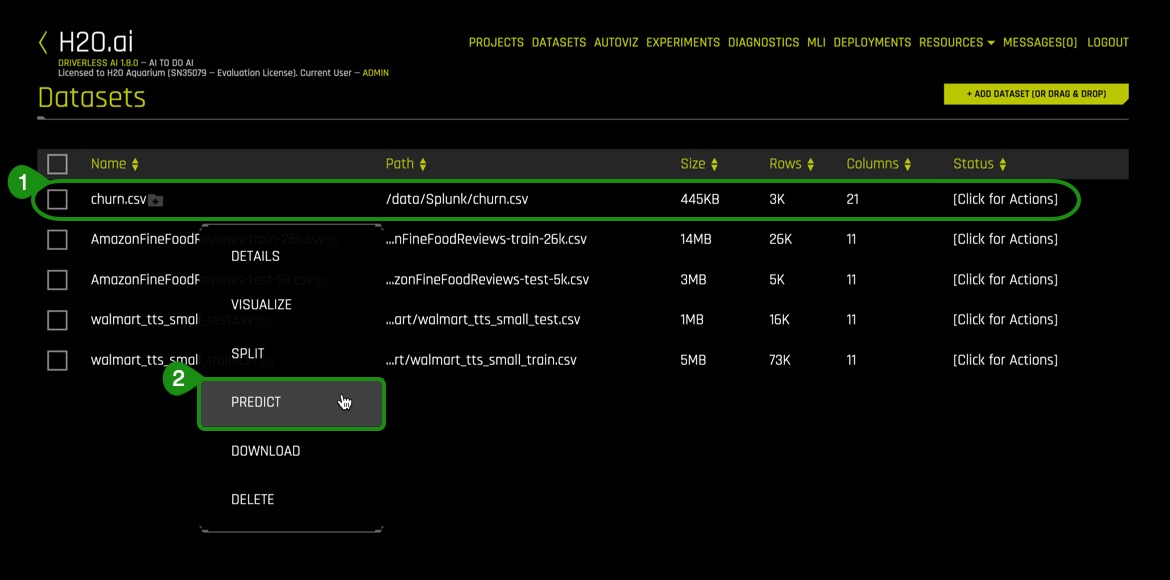 H2O.ai
PROJECTS DATASETS AUTOVIZ EXPERIMENTS DIAGNOSTICS MLI DEPLOYMENTS RESOURCES MESSAGES[0] LOGOUT
DRIVERLESS AI 1.8.0 – AI TO DO AI
Licensed to H2O Aquarium (SN35079 – Evaluation License). Current User – ADMIN
Datasets
+ ADD DATASET (OR DRAG & DROP)
Name Path Size Rows Columns Status
1
churn.csv /data/Splunk/churn.csv 445KB 3K 21 [Click for Actions]
AmazonFineFoodReviews-train-26k.csv ...nFineFoodReviews-train-26k.csv 14MB 26K 11 [Click for Actions]
DETAILS
AmazonFineFoodReviews-test-5k.csv ...zonFineFoodReviews-test-5k.csv 3MB 5K 11 [Click for Actions]
VISUALIZE
walmart_tts_small_test.csv ...art/walmart_tts_small_test.csv 1MB 16K 11 [Click for Actions]
SPLIT
walmart_tts_small_train.csv ...rt/walmart_tts_small_train.csv 5MB 73K 11 [Click for Actions]
2
PREDICT
DOWNLOAD
DELETE